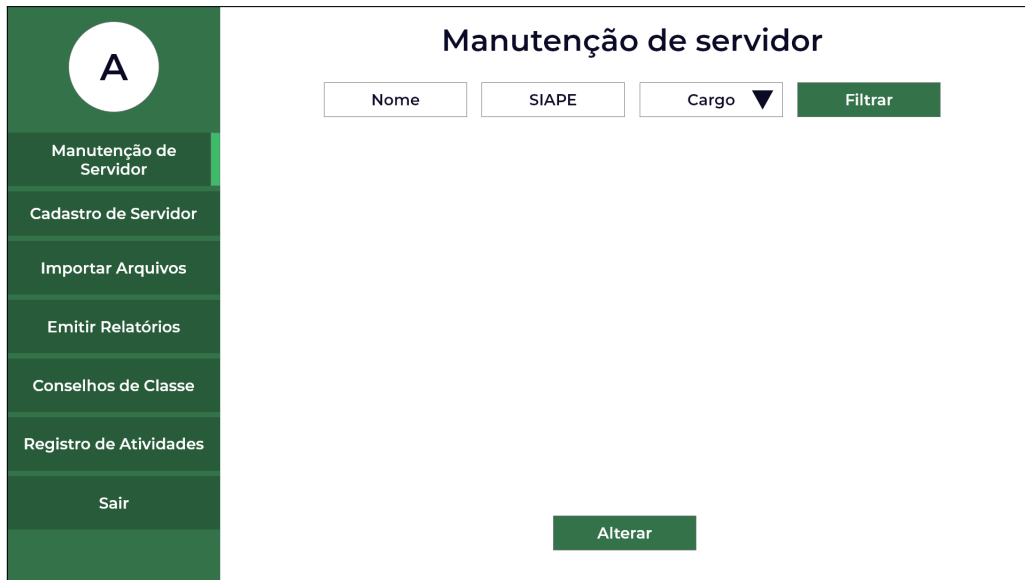 A
Manutenção de
Servidor
Cadastro de Servidor
Importar Arquivos
Emitir Relatórios
Conselhos de Classe
Registro de Atividades
Sair
Manutenção de servidor
Nome
SIAPE
Cargo
Filtrar
Alterar